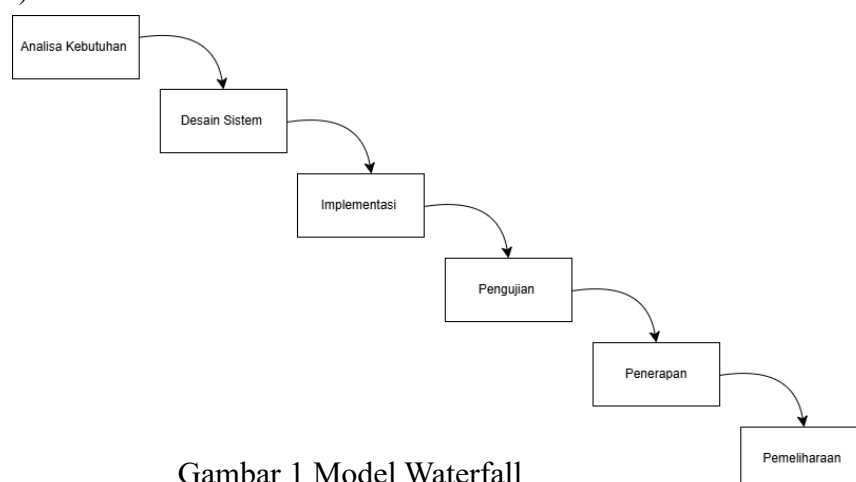 )
Analisa Kebutuhan
Desain Sistem
Implementasi
Pengujian
Penerapan
Pemeliharaan
Gambar 1 Model Waterfall